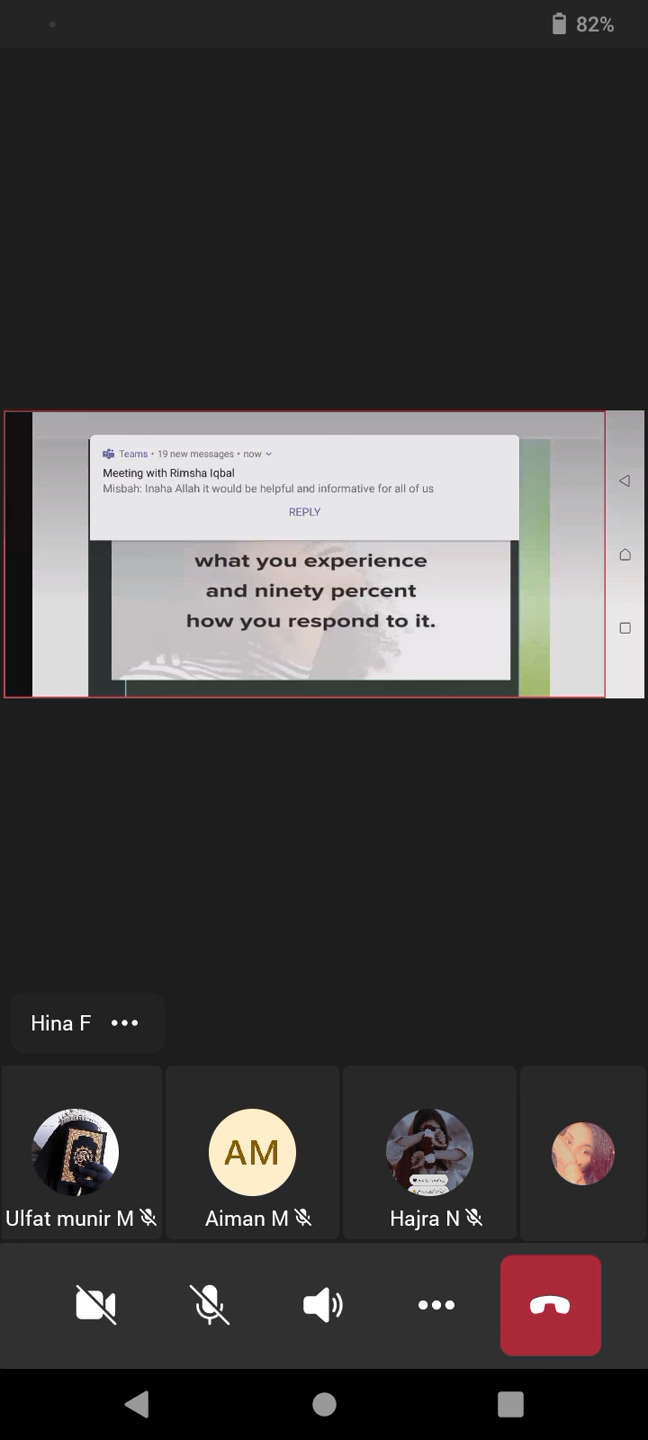 82%
Teams • 19 new messages • now
Meeting with Rimsha Iqbal
Misbah: Inaha Allah it would be helpful and informative for all of us
REPLY
what you experience
and ninety percent
how you respond to it.
Hina F
AM
Ulfat munir M
Aiman M
Hajra N